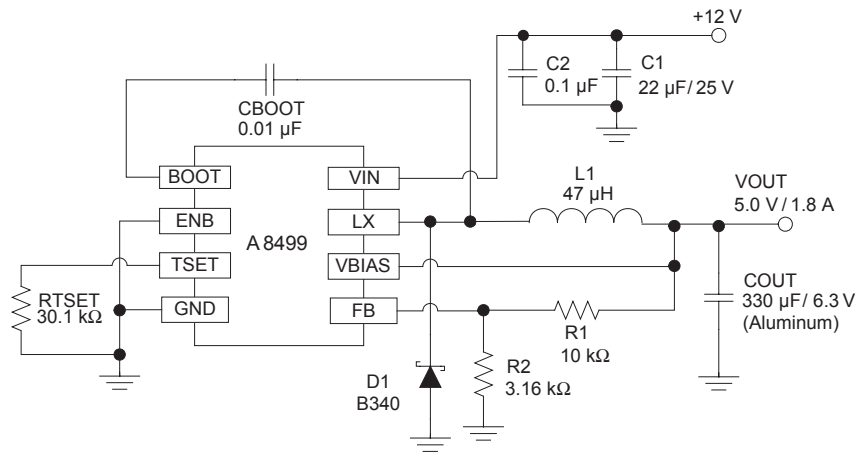 +12 V
C2
0.1 µF
C1
22 µF/ 25 V
CBOOT
0.01 µF
BOOT
VIN
L1
47 µH
VOUT
5.0 V / 1.8 A
ENB
LX
A 8499
TSET
VBIAS
RTSET
30.1 kΩ
GND
FB
COUT
330 µF/ 6.3 V
(Aluminum)
R1
10 kΩ
R2
3.16 kΩ
D1
B340